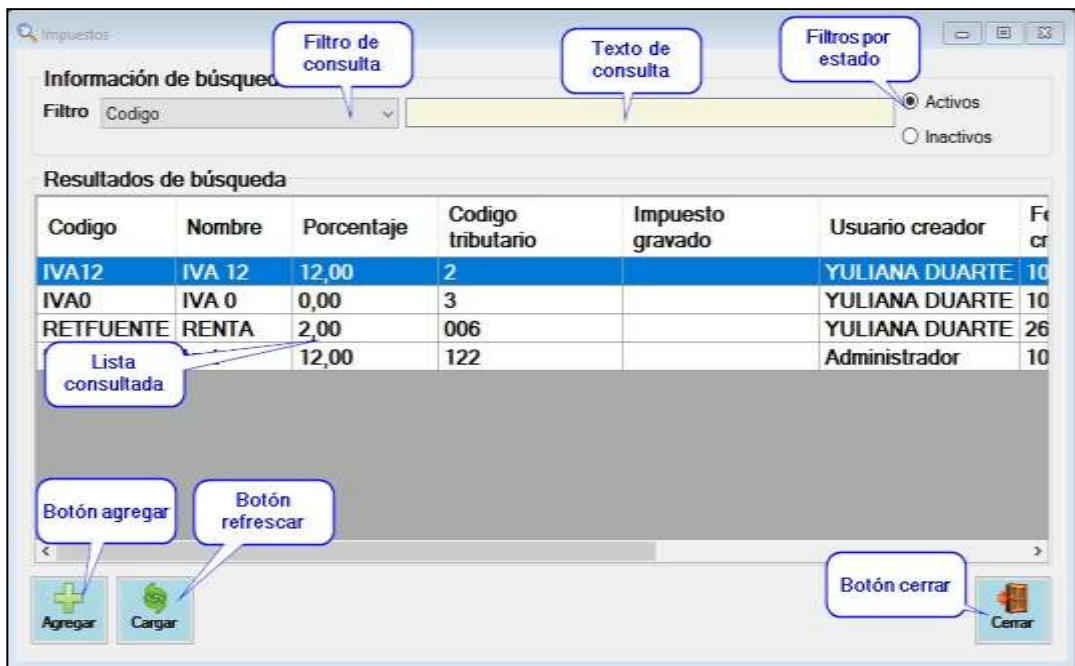 Impuestos
Filtro de
consulta
Texto de
consulta
Filtros por
estado
Información de búsqued
Filtro Codigo
Activos
Inactivos
Resultados de búsqueda
Codigo Nombre Porcentaje Codigo tributario Impuesto gravado Usuario creador Fe cr
IVA12 IVA 12 12,00 2 YULIANA DUARTE 10
IVA0 IVA 0 0,00 3 YULIANA DUARTE 10
RETFUENTE RENTA 2,00 006 YULIANA DUARTE 26
12,00 122 Administrador 10
Lista
consultada
Botón agregar
Botón
refrescar
Botón cerrar
Agregar
Cargar
Cerrar